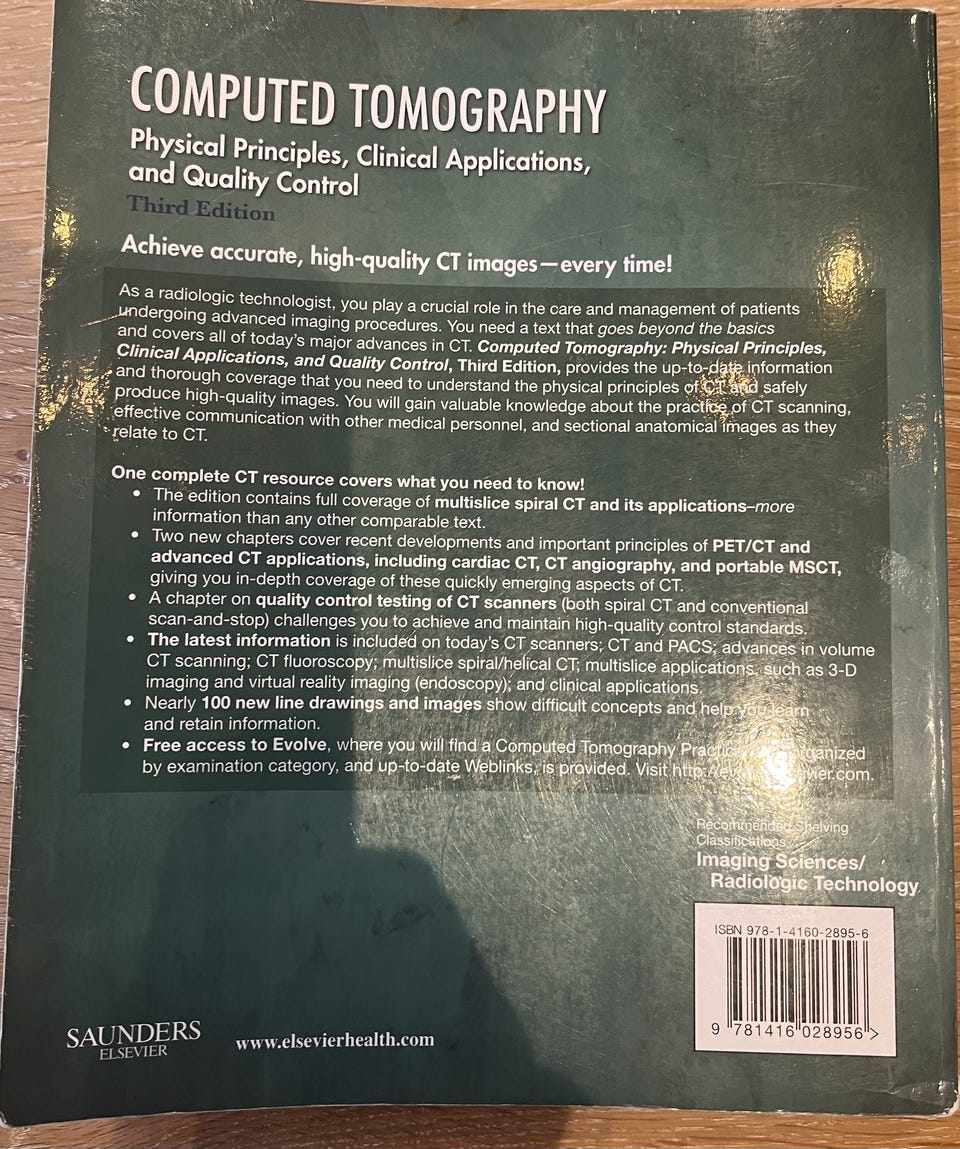 COMPUTED TOMOGRAPHY
Physical Principles, Clinical Applications,
and Quality Control
Third Edition
Achieve accurate, high-quality CT images—every time!
As a radiologic technologist, you play a crucial role in the care and management of patients
undergoing advanced imaging procedures. You need a text that goes beyond the basics
and covers all of today's major advances in CT. Computed Tomography: Physical Principles,
Clinical Applications, and Quality Control, Third Edition, provides the up-to-date information
and thorough coverage that you need to understand the physical principles of CT and safely
produce high-quality images. You will gain valuable knowledge about the practice of CT scanning,
effective communication with other medical personnel, and sectional anatomical images as they
relate to CT.
One complete CT resource covers what you need to know!
• The edition contains full coverage of multislice spiral CT and its applications–more
information than any other comparable text.
• Two new chapters cover recent developments and important principles of PET/CT and
advanced CT applications, including cardiac CT, CT angiography, and portable MSCT,
giving you in-depth coverage of these quickly emerging aspects of CT.
• A chapter on quality control testing of CT scanners (both spiral CT and conventional
scan-and-stop) challenges you to achieve and maintain high-quality control standards.
• The latest information is included on today's CT scanners; CT and PACS; advances in volume
CT scanning; CT fluoroscopy; multislice spiral/helical CT; multislice applications, such as 3-D
imaging and virtual reality imaging (endoscopy); and clinical applications.
• Nearly 100 new line drawings and images show difficult concepts and help you learn
and retain information.
• Free access to Evolve, where you will find a Computed Tomography
by examination category, and up-to-date Weblinks, is provided. Visit
Recommended Shelving
Classifications
Imaging Sciences/
Radiologic Technology
ISBN 978-1-4160-2895-6
9 781416 028956 >
SAUNDERS
ELSEVIER
www.elsevierhealth.com